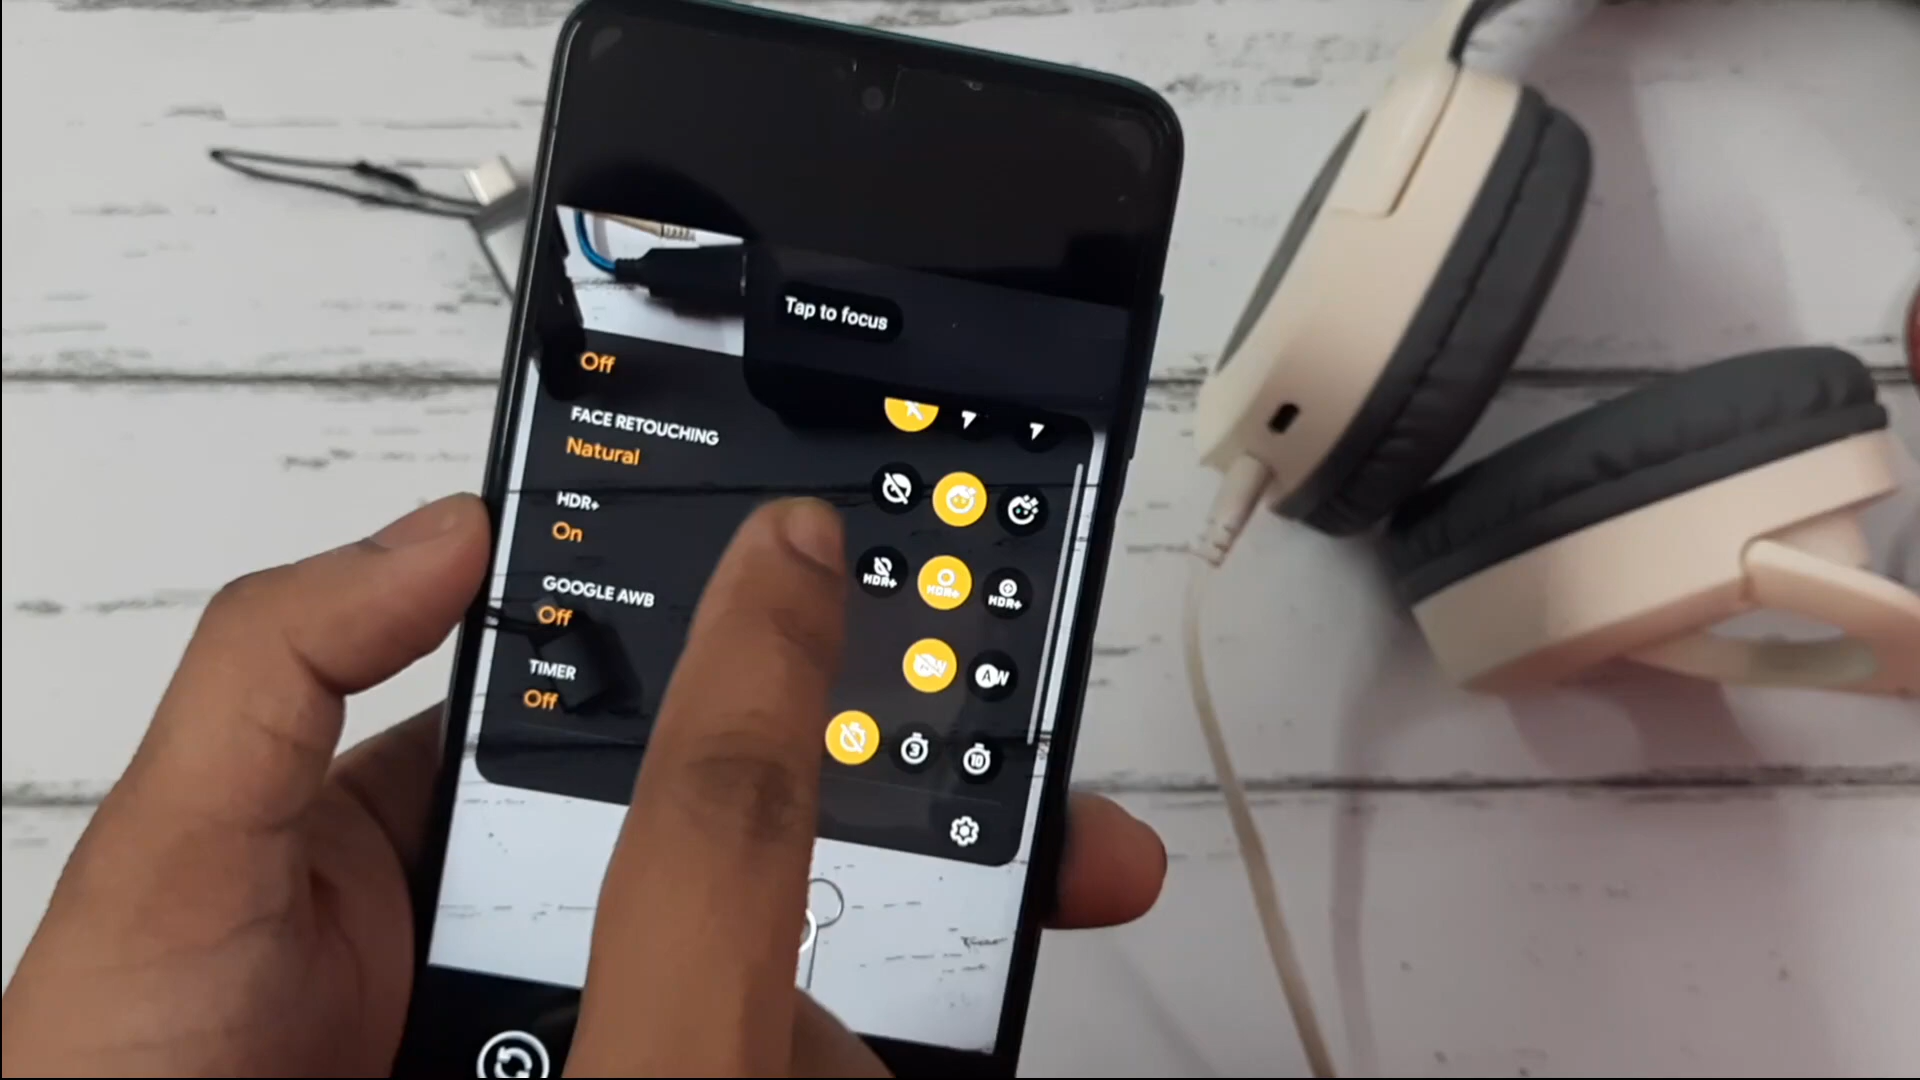 Tap to focus
Off
FACE RETOUCHING
Natural
HDR+
On
HDR+
HDR+
HDR+
GOOGLE AWB
Off
AW
AW
TIMER
Off
3
10